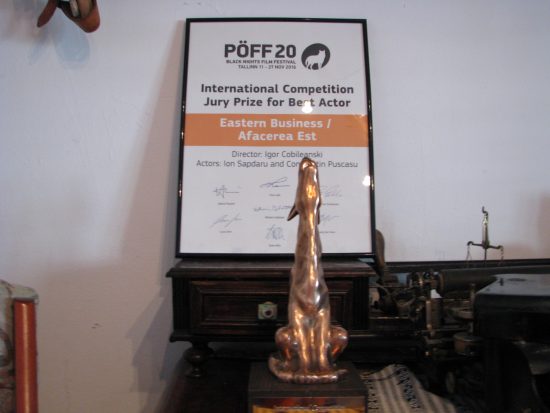 PÖFF20
BLACK NIGHTS FILM FESTIVAL
TALLINN 11 - 27 NOV 2016
International Competition
Jury Prize for Best Actor
Eastern Business /
Afacerea Est
Director: Igor Cobileanski
Actors: Ion Sapdaru and Constantin Puscasu